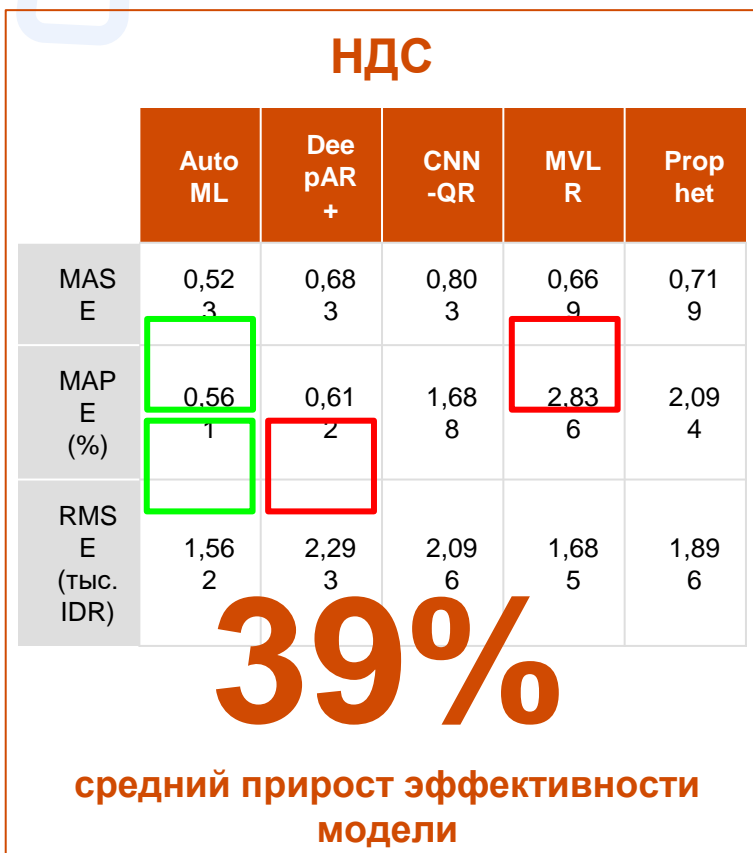 НДС
Auto
ML
Dee
pAR
+
CNN
-QR
MVL
R
Prop
het
MAS
E
0,52
3
0,68
3
0,80
3
0,66
9
0,71
9
MAP
E
(%)
0,56
1
0,61
2
1,68
8
2,83
6
2,09
4
RMS
E
(тыс.
IDR)
1,56
2
2,29
3
2,09
6
1,68
5
1,89
6
39%
средний прирост эффективности
модели